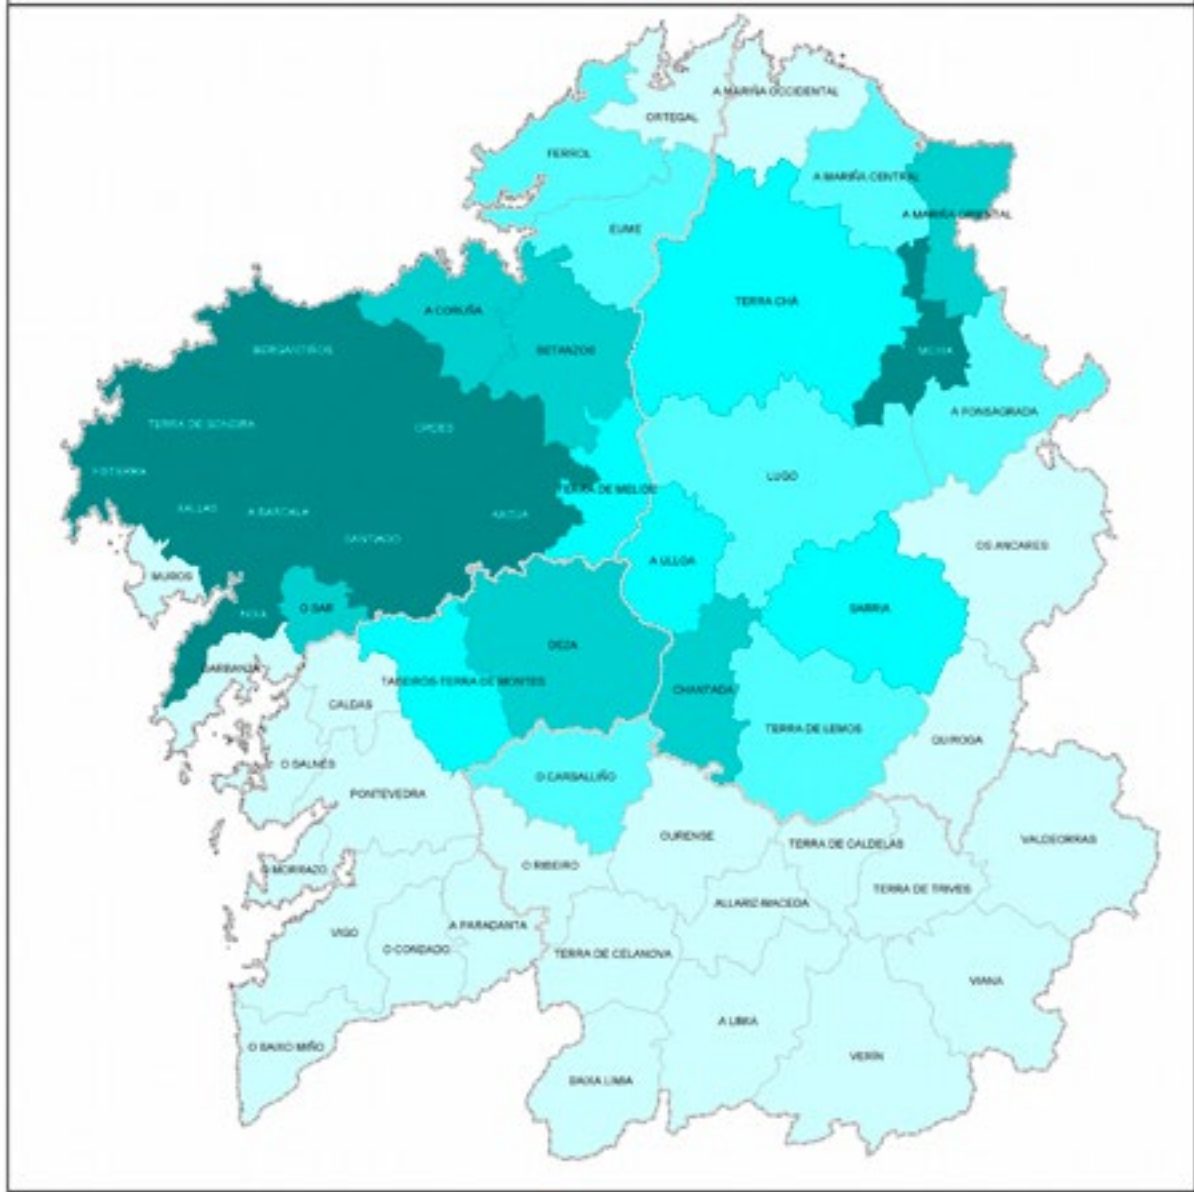 A MARIÑA OCCIDENTAL
ORTEGAL
FERROL
A MARIÑA CENTRAL
A MARIÑA ORIENTAL
EUME
TERRA CHÁ
A CORUÑA
BETANZOS
BERGANTIÑOS
MEIRA
A FONSAGRADA
TERRA DE SONEIRA
ORDES
FISTERRA
LUGO
TERRA DE MELIDE
XALLAS
A BARCALA
ARZÚA
SANTIAGO
OS ANCARES
A ULLOA
MUROS
NOIA
O SAR
SARRIA
DEZA
BARBANZA
TABEIRÓS-TERRA DE MONTES
CHANTADA
CALDAS
TERRA DE LEMOS
QUIROGA
O SALNÉS
O CARBALLIÑO
PONTEVEDRA
OURENSE
TERRA DE CALDELAS
VALDEORRAS
O MORRAZO
O RIBEIRO
TERRA DE TRIVES
ALLARIZ-MACEDA
A PARADANTA
VIGO
O CONDADO
TERRA DE CELANOVA
VIANA
A LIMIA
O BAIXO MIÑO
VERÍN
BAIXA LIMIA